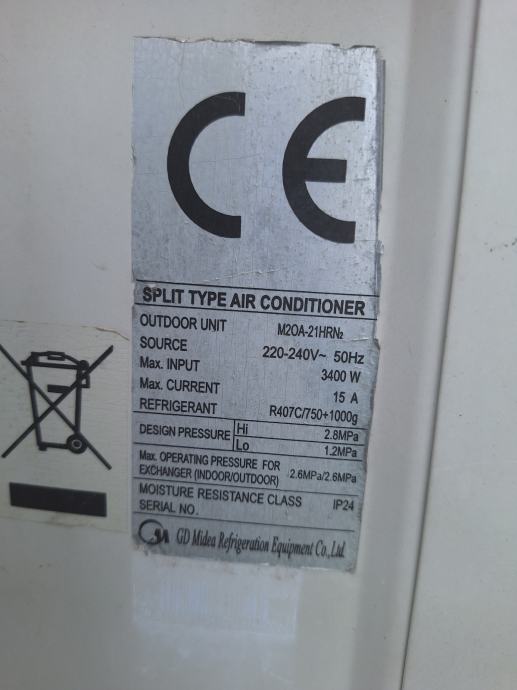 CE
SPLIT TYPE AIR CONDITIONER
OUTDOOR UNIT M2OA-21HRN₂
SOURCE 220-240V~ 50Hz
Max. INPUT 3400 W
Max. CURRENT 15 A
REFRIGERANT R407C/750+1000g
DESIGN PRESSURE Hi 2.8MPa
Lo 1.2MPa
Max. OPERATING PRESSURE FOR
EXCHANGER (INDOOR/OUTDOOR) 2.6MPa/2.6MPa
MOISTURE RESISTANCE CLASS IP24
SERIAL NO.
GD Midea Refrigeration Equipment Co.,Ltd.